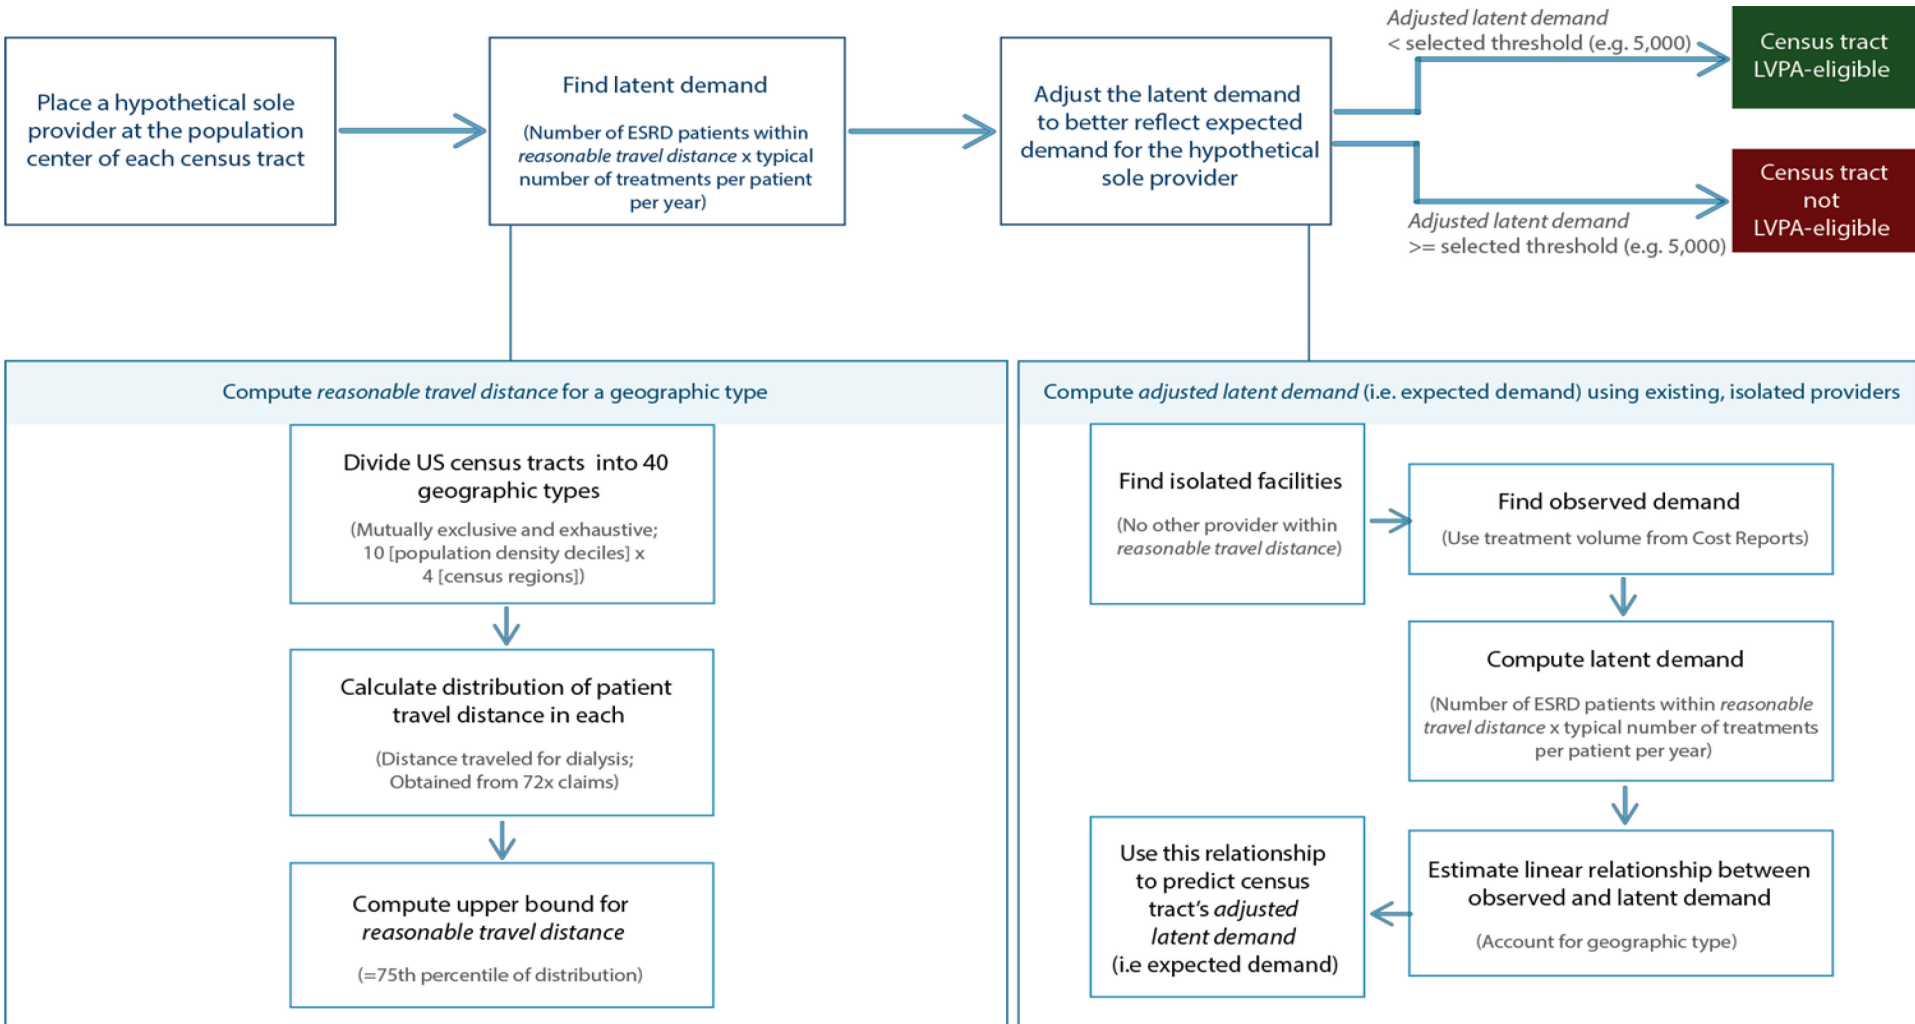 Place a hypothetical sole
provider at the population
center of each census tract
Find latent demand
(Number of ESRD patients within
reasonable travel distance x typical
number of treatments per patient
per year)
Adjust the latent demand
to better reflect expected
demand for the hypothetical
sole provider
Adjusted latent demand
< selected threshold (e.g. 5,000)
Census tract
LVPA-eligible
Adjusted latent demand
>= selected threshold (e.g. 5,000)
Census tract
not
LVPA-eligible
Compute reasonable travel distance for a geographic type
Divide US census tracts into 40
geographic types
(Mutually exclusive and exhaustive;
10 [population density deciles] x
4 [census regions])
Calculate distribution of patient
travel distance in each
(Distance traveled for dialysis;
Obtained from 72x claims)
Compute upper bound for
reasonable travel distance
(=75th percentile of distribution)
Compute adjusted latent demand (i.e. expected demand) using existing, isolated providers
Find isolated facilities
(No other provider within
reasonable travel distance)
Find observed demand
(Use treatment volume from Cost Reports)
Compute latent demand
(Number of ESRD patients within reasonable
travel distance x typical number of treatments
per patient per year)
Estimate linear relationship between
observed and latent demand
(Account for geographic type)
Use this relationship
to predict census
tract's adjusted
latent demand
(i.e expected demand)